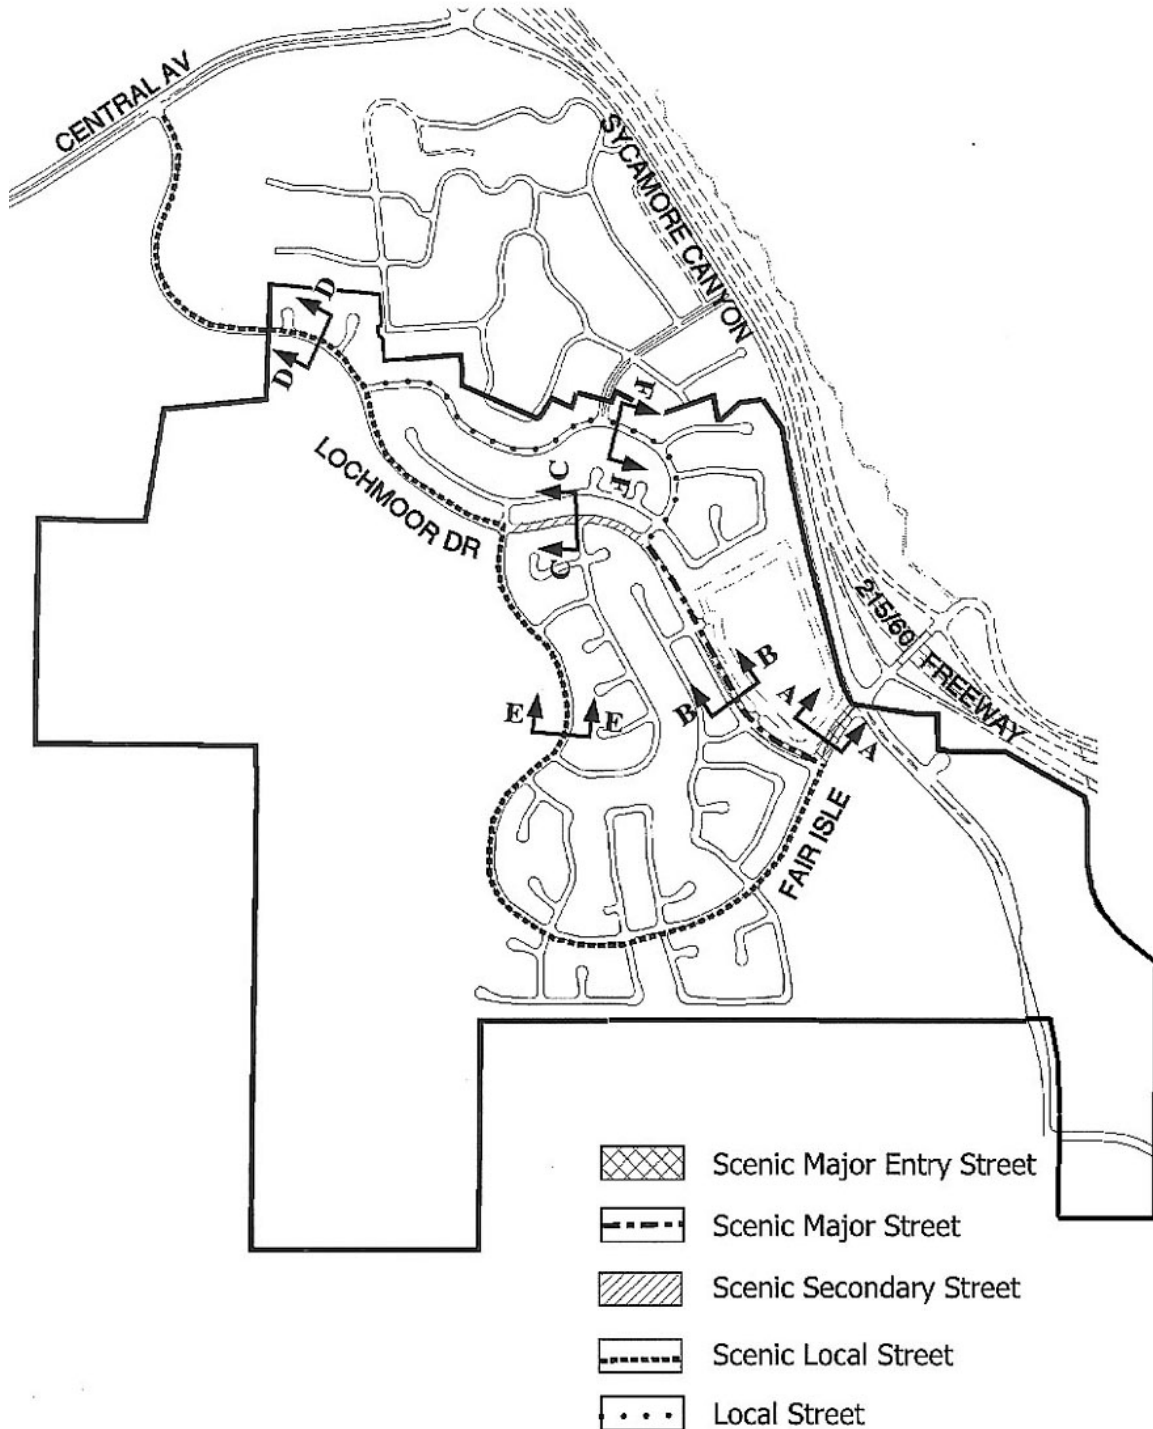 CENTRAL AV
SYCAMORE CANYON
D
D
F
F
C
C
LOCHMOOR DR
215/60 FREEWAY
B
B
A
A
E
E
FAIR ISLE
Scenic Major Entry Street
Scenic Major Street
Scenic Secondary Street
Scenic Local Street
Local Street